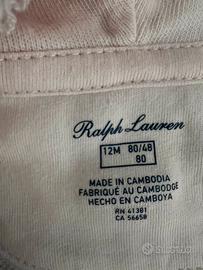 Ralph Lauren
12M 80/48
80
MADE IN CAMBODIA
FABRIQUÉ AU CAMBODGE
HECHO EN CAMBOYA
RN 41381
CA 56658
Subito